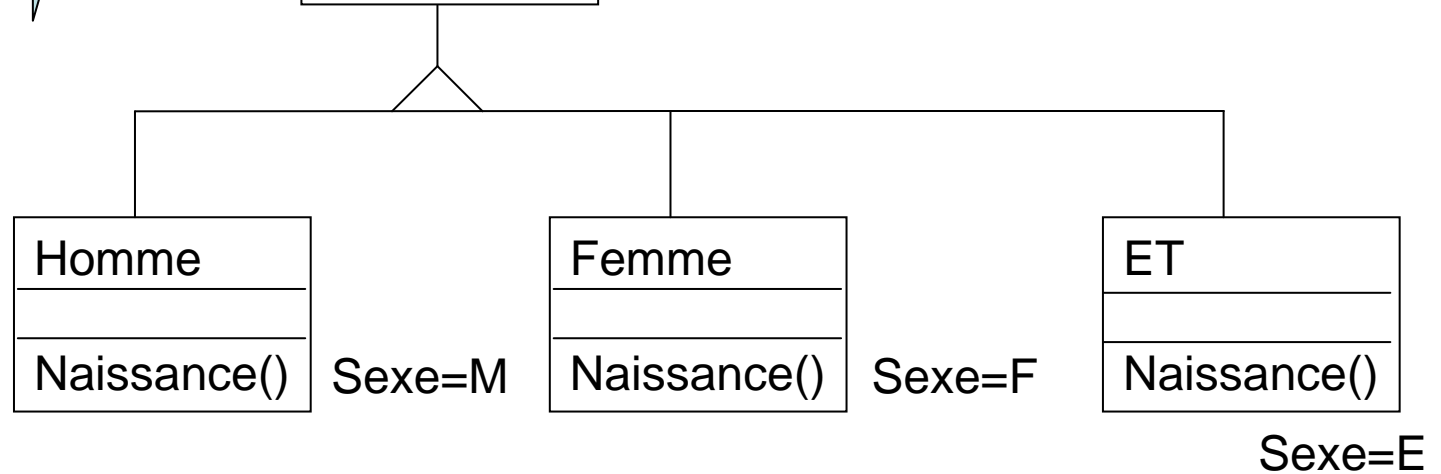 Homme
Naissance()
Sexe=M
Femme
Naissance()
Sexe=F
ET
Naissance()
Sexe=E